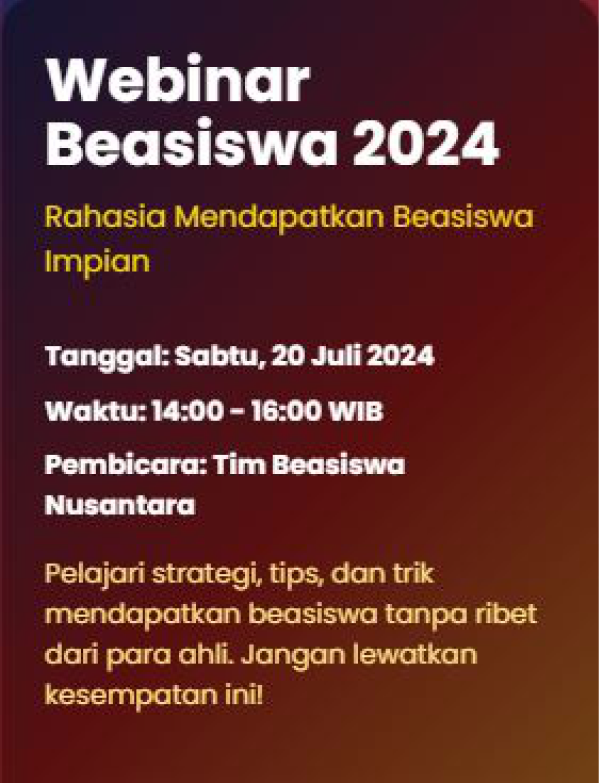 Webinar
Beasiswa 2024
Rahasia Mendapatkan Beasiswa
Impian
Tanggal: Sabtu, 20 Juli 2024
Waktu: 14:00 - 16:00 WIB
Pembicara: Tim Beasiswa
Nusantara
Pelajari strategi, tips, dan trik
mendapatkan beasiswa tanpa ribet
dari para ahli. Jangan lewatkan
kesempatan ini!